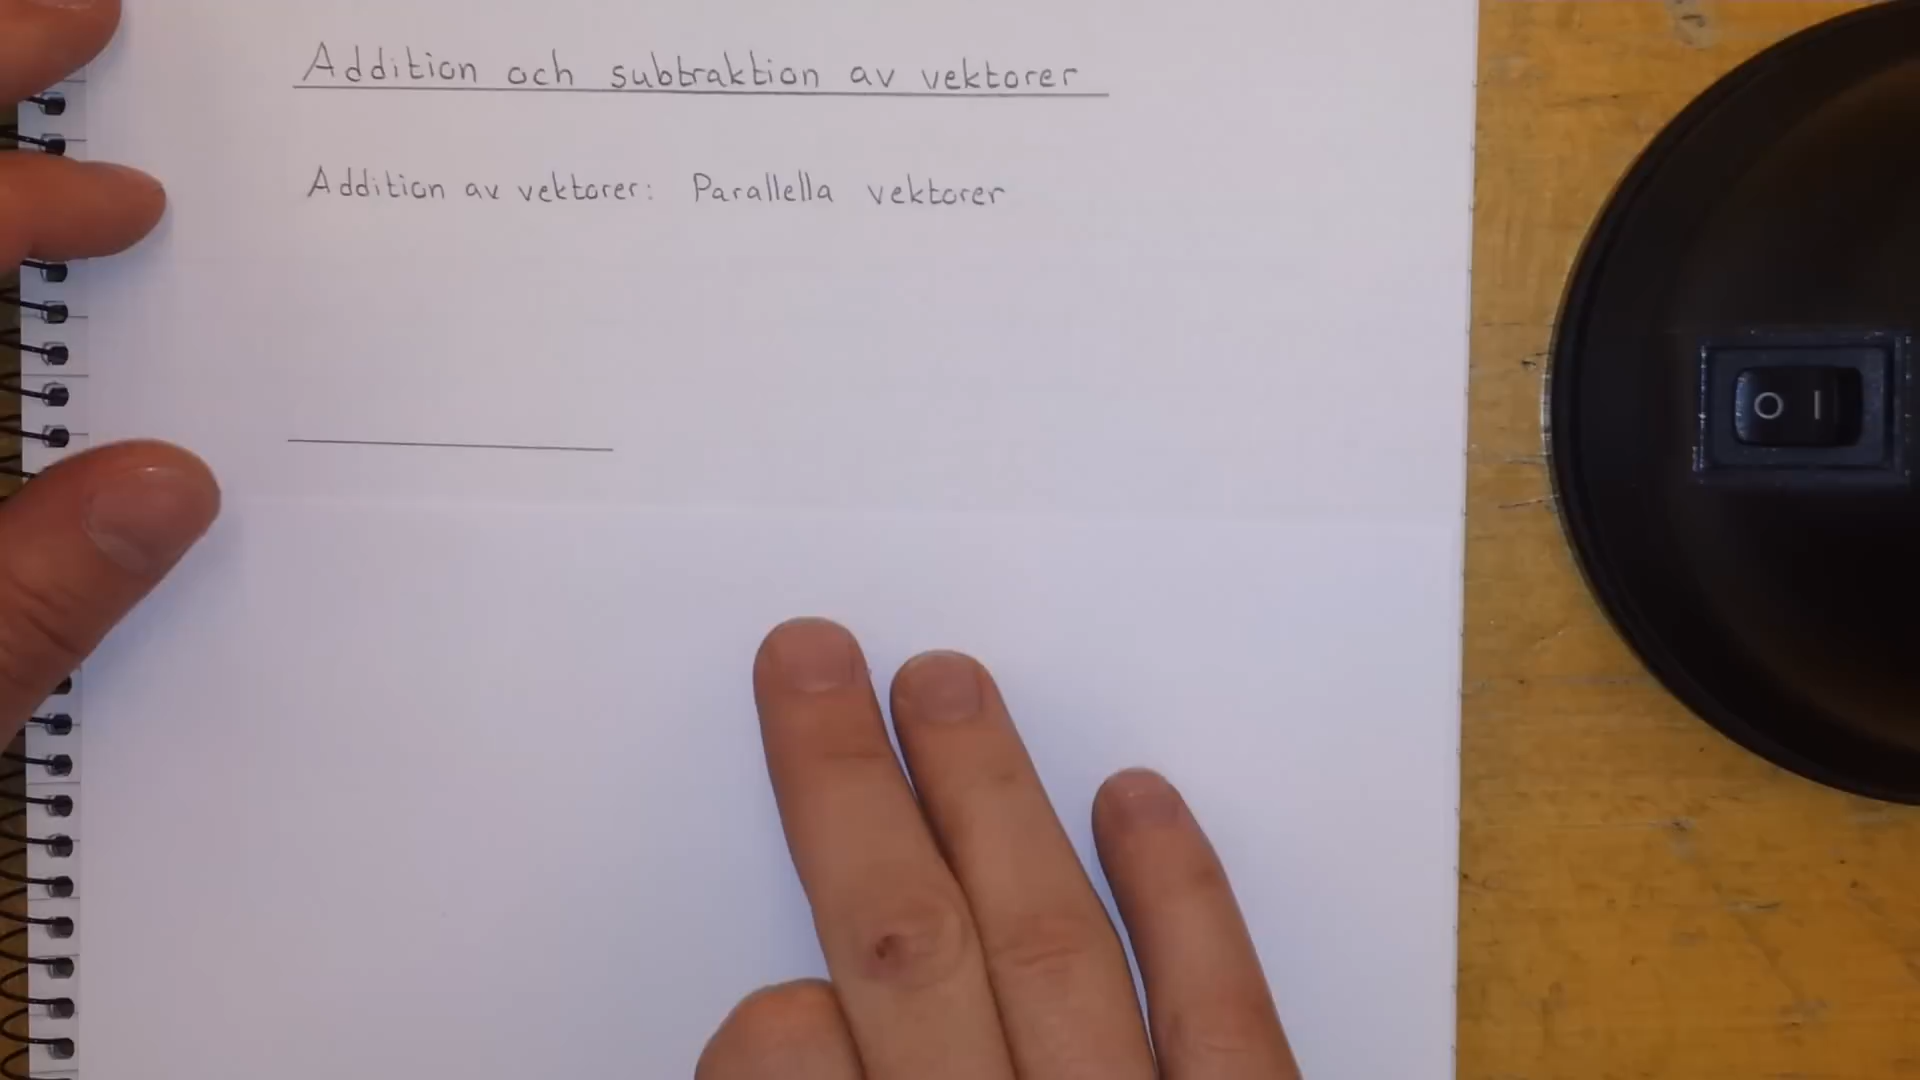 Addition och subtraktion av vektorer
Addition av vektorer: Parallella vektorer
O I